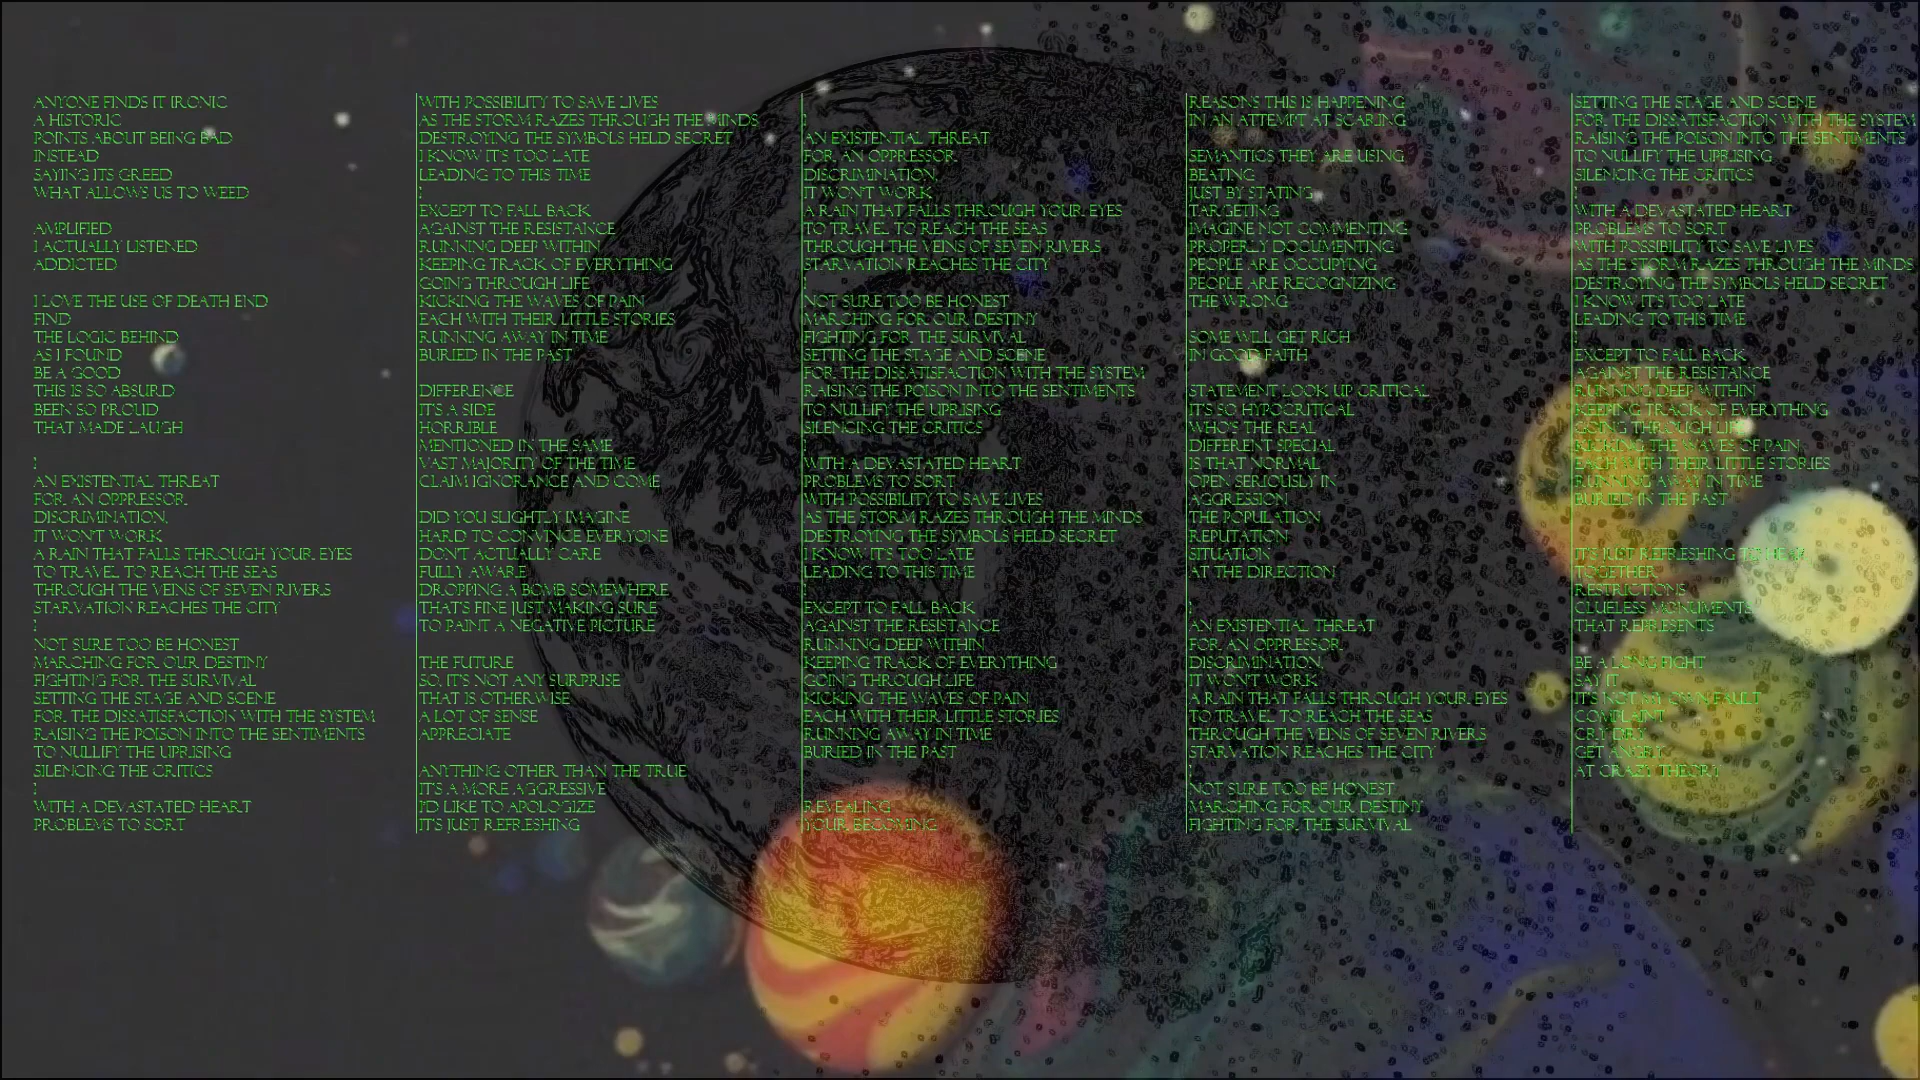 ANYONE FINDS IT IRONIC
A HISTORIC
POINTS ABOUT BEING BAD
INSTEAD
SAYING ITS GREED
WHAT ALLOWS US TO WEED
AMPLIFIED
I ACTUALLY LISTENED
ADDICTED
I LOVE THE USE OF DEATH END
FIND
THE LOGIC BEHIND
AS I FOUND
BE A GOOD
THIS IS SO ABSURD
BEEN SO PROUD
THAT MADE LAUGH
AN EXISTENTIAL THREAT
FOR AN OPPRESSOR.
DISCRIMINATION,
IT WON'T WORK
A RAIN THAT FALLS THROUGH YOUR EYES
TO TRAVEL TO REACH THE SEAS
THROUGH THE VEINS OF SEVEN RIVERS
STARVATION REACHES THE CITY
NOT SURE TOO BE HONEST
MARCHING FOR OUR DESTINY
FIGHTING FOR THE SURVIVAL
SETTING THE STAGE AND SCENE
FOR THE DISSATISFACTION WITH THE SYSTEM
RAISING THE POISON INTO THE SENTIMENTS
TO NULLIFY THE UPRISING
SILENCING THE CRITICS
WITH A DEVASTATED HEART
PROBLEMS TO SORT
WITH POSSIBILITY TO SAVE LIVES
AS THE STORM RAZES THROUGH THE MINDS
DESTROYING THE SYMBOLS HELD SECRET
I KNOW IT'S TOO LATE
LEADING TO THIS TIME
EXCEPT TO FALL BACK
AGAINST THE RESISTANCE
RUNNING DEEP WITHIN
KEEPING TRACK OF EVERYTHING
GOING THROUGH LIFE
KICKING THE WAVES OF PAIN
EACH WITH THEIR LITTLE STORIES
RUNNING AWAY IN TIME
BURIED IN THE PAST
DIFFERENCE
IT'S A SIDE
HORRIBLE
MENTIONED IN THE SAME
VAST MAJORITY OF THE TIME
CLAIM IGNORANCE AND COME
DID YOU SLIGHTLY IMAGINE
HARD TO CONVINCE EVERYONE
DON'T ACTUALLY CARE
FULLY AWARE
DROPPING A BOMB SOMEWHERE
THAT'S FINE JUST MAKING SURE
TO PAINT A NEGATIVE PICTURE
THE FUTURE
SO, IT'S NOT ANY SURPRISE
THAT IS OTHERWISE
A LOT OF SENSE
APPRECIATE
ANYTHING OTHER THAN THE TRUE
IT'S A MORE AGGRESSIVE
I'D LIKE TO APOLOGIZE
IT'S JUST REFRESHING
AN EXISTENTIAL THREAT
FOR AN OPPRESSOR.
DISCRIMINATION,
IT WON'T WORK
A RAIN THAT FALLS THROUGH YOUR EYES
TO TRAVEL TO REACH THE SEAS
THROUGH THE VEINS OF SEVEN RIVERS
STARVATION REACHES THE CITY
NOT SURE TOO BE HONEST
MARCHING FOR OUR DESTINY
FIGHTING FOR THE SURVIVAL
SETTING THE STAGE AND SCENE
FOR THE DISSATISFACTION WITH THE SYSTEM
RAISING THE POISON INTO THE SENTIMENTS
TO NULLIFY THE UPRISING
SILENCING THE CRITICS
WITH A DEVASTATED HEART
PROBLEMS TO SORT
WITH POSSIBILITY TO SAVE LIVES
AS THE STORM RAZES THROUGH THE MINDS
DESTROYING THE SYMBOLS HELD SECRET
I KNOW IT'S TOO LATE
LEADING TO THIS TIME
EXCEPT TO FALL BACK
AGAINST THE RESISTANCE
RUNNING DEEP WITHIN
KEEPING TRACK OF EVERYTHING
GOING THROUGH LIFE
KICKING THE WAVES OF PAIN
EACH WITH THEIR LITTLE STORIES
RUNNING AWAY IN TIME
BURIED IN THE PAST
REVEALING
YOUR BECOMING
REASONS THIS IS HAPPENING
IN AN ATTEMPT AT SCARING
SEMANTICS THEY ARE USING
BEATING
JUST BY STATING
TARGETING
IMAGINE NOT COMMENTING
PROPERLY DOCUMENTING
PEOPLE ARE OCCUPYING
PEOPLE ARE RECOGNIZING
THE WRONG
SOME WILL GET RICH
IN GOOD FAITH
STATEMENT LOOK UP CRITICAL
IT'S SO HYPOCRITICAL
WHO'S THE REAL
DIFFERENT SPECIAL
IS THAT NORMAL
OPEN SERIOUSLY IN
AGGRESSION
THE POPULATION
REPUTATION
SITUATION
AT THE DIRECTION
AN EXISTENTIAL THREAT
FOR AN OPPRESSOR.
DISCRIMINATION,
IT WON'T WORK
A RAIN THAT FALLS THROUGH YOUR EYES
TO TRAVEL TO REACH THE SEAS
THROUGH THE VEINS OF SEVEN RIVERS
STARVATION REACHES THE CITY
NOT SURE TOO BE HONEST
MARCHING FOR OUR DESTINY
FIGHTING FOR THE SURVIVAL
SETTING THE STAGE AND SCENE
FOR THE DISSATISFACTION WITH THE SYSTEM
RAISING THE POISON INTO THE SENTIMENTS
TO NULLIFY THE UPRISING
SILENCING THE CRITICS
WITH A DEVASTATED HEART
PROBLEMS TO SORT
WITH POSSIBILITY TO SAVE LIVES
AS THE STORM RAZES THROUGH THE MINDS
DESTROYING THE SYMBOLS HELD SECRET
I KNOW IT'S TOO LATE
LEADING TO THIS TIME
EXCEPT TO FALL BACK
AGAINST THE RESISTANCE
RUNNING DEEP WITHIN
KEEPING TRACK OF EVERYTHING
GOING THROUGH LIFE
KICKING THE WAVES OF PAIN
EACH WITH THEIR LITTLE STORIES
RUNNING AWAY IN TIME
BURIED IN THE PAST
IT'S JUST REFRESHING TO HEAR
TOGETHER
RESTRICTIONS
CLUELESS MONUMENTS
THAT REPRESENTS
BE A LONG FIGHT
SAY IT
IT'S NOT MY OWN FAULT
COMPLAINT
CRY
GET ANGRY
AT CRAZY THEORY